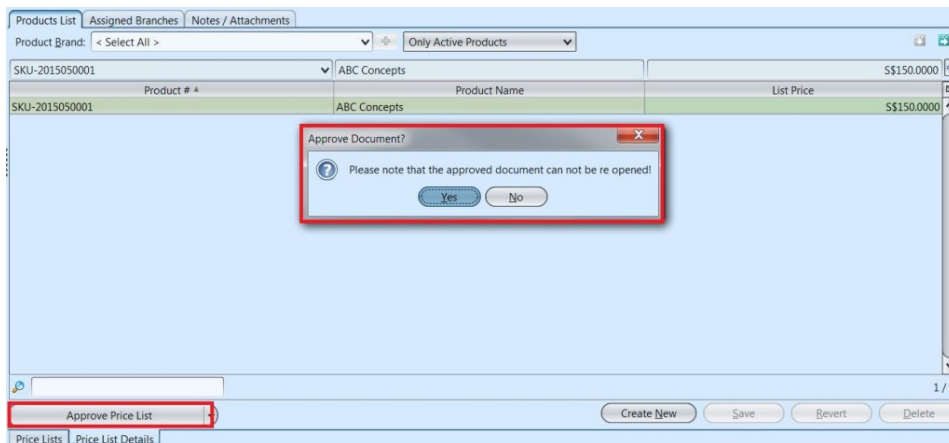 Products List Assigned Branches Notes / Attachments
Product Brand: < Select All > Only Active Products
SKU-2015050001 ABC Concepts S$150.0000
Product # Product Name List Price
SKU-2015050001 ABC Concepts S$150.0000
Approve Document?
Please note that the approved document can not be re opened!
Yes No
1 /
Approve Price List Create New Save Revert Delete
Price Lists Price List Details